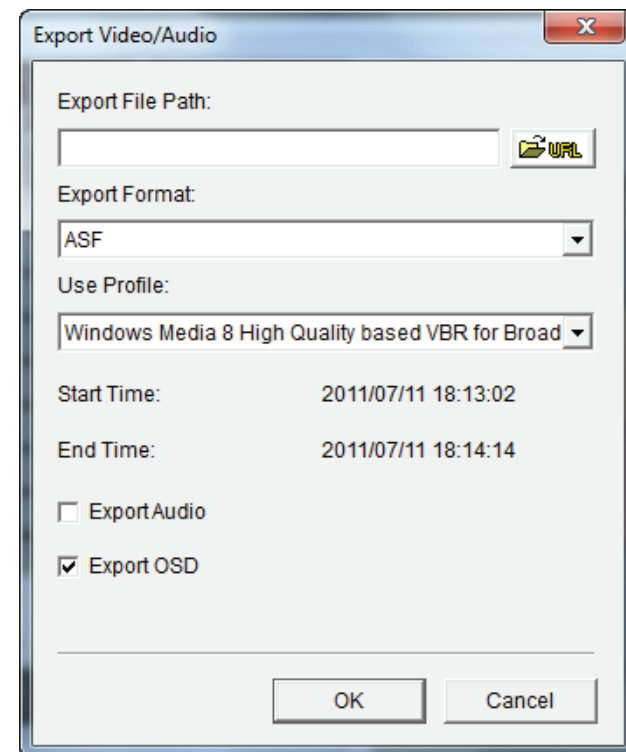 Export Video/Audio
Export File Path:
URL
Export Format:
ASF
Use Profile:
Windows Media 8 High Quality based VBR for Broad
Start Time: 2011/07/11 18:13:02
End Time: 2011/07/11 18:14:14
Export Audio
Export OSD
OK Cancel